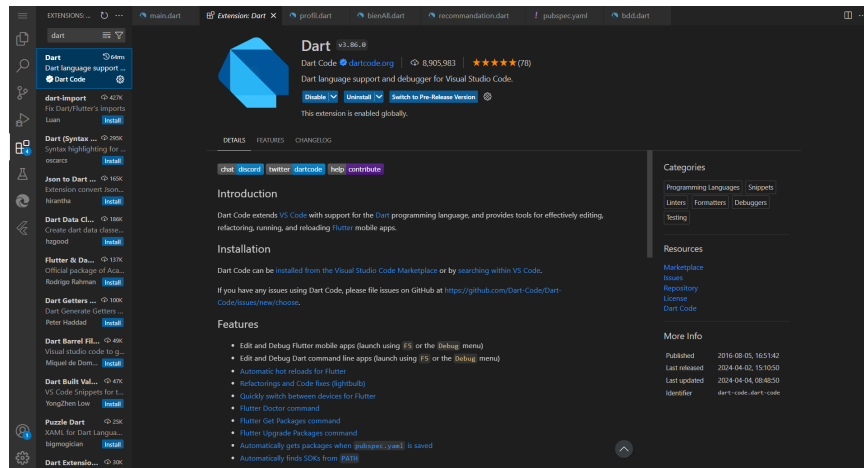 EXTENSIONS: ...
main.dart
Extension: Dart
profil.dart
bienAll.dart
recommandation.dart
pubspec.yaml
bdd.dart
dart
Dart 64ms
Dart language support ...
Dart Code
dart-import 427K
Fix Dart/Flutter's imports
Luan Install
Dart (Syntax ... 295K
Syntax highlighting for ...
oscarcs Install
Json to Dart ... 165K
Extension convert Json...
hirantha Install
Dart Data Cl... 186K
Create dart data classe...
hzgood Install
Flutter & Da... 137K
Official package of Aca...
Rodrigo Rahman Install
Dart Getters ... 100K
Dart Generate Getters ...
Peter Haddad Install
Dart Barrel Fil... 49K
Visual studio code to g...
Miquel de Dom... Install
Dart Built Val... 47K
VS Code Snippets for t...
YongZhen Low Install
Puzzle Dart 25K
XAML for Dart Langua...
bigmogician Install
Dart Extensio... 30K
Dart v3.86.0
Dart Code dartcode.org 8,905,983 (78)
Dart language support and debugger for Visual Studio Code.
Disable Uninstall Switch to Pre-Release Version
This extension is enabled globally.
DETAILS FEATURES CHANGELOG
chat discord twitter dartcode help contribute
Introduction
Dart Code extends VS Code with support for the Dart programming language, and provides tools for effectively editing,
refactoring, running, and reloading Flutter mobile apps.
Installation
Dart Code can be installed from the Visual Studio Code Marketplace or by searching within VS Code.
If you have any issues using Dart Code, please file issues on GitHub at https://github.com/Dart-Code/Dart-
Code/issues/new/choose.
Features
• Edit and Debug Flutter mobile apps (launch using F5 or the Debug menu)
• Edit and Debug Dart command line apps (launch using F5 or the Debug menu)
• Automatic hot reloads for Flutter
• Refactorings and Code fixes (lightbulb)
• Quickly switch between devices for Flutter
• Flutter Doctor command
• Flutter Get Packages command
• Flutter Upgrade Packages command
• Automatically gets packages when pubspec.yaml is saved
• Automatically finds SDKs from PATH
Categories
Programming Languages Snippets
Linters Formatters Debuggers
Testing
Resources
Marketplace
Issues
Repository
License
Dart Code
More Info
Published 2016-08-05, 16:51:42
Last released 2024-04-02, 15:10:50
Last updated 2024-04-04, 08:48:50
Identifier dart-code.dart-code